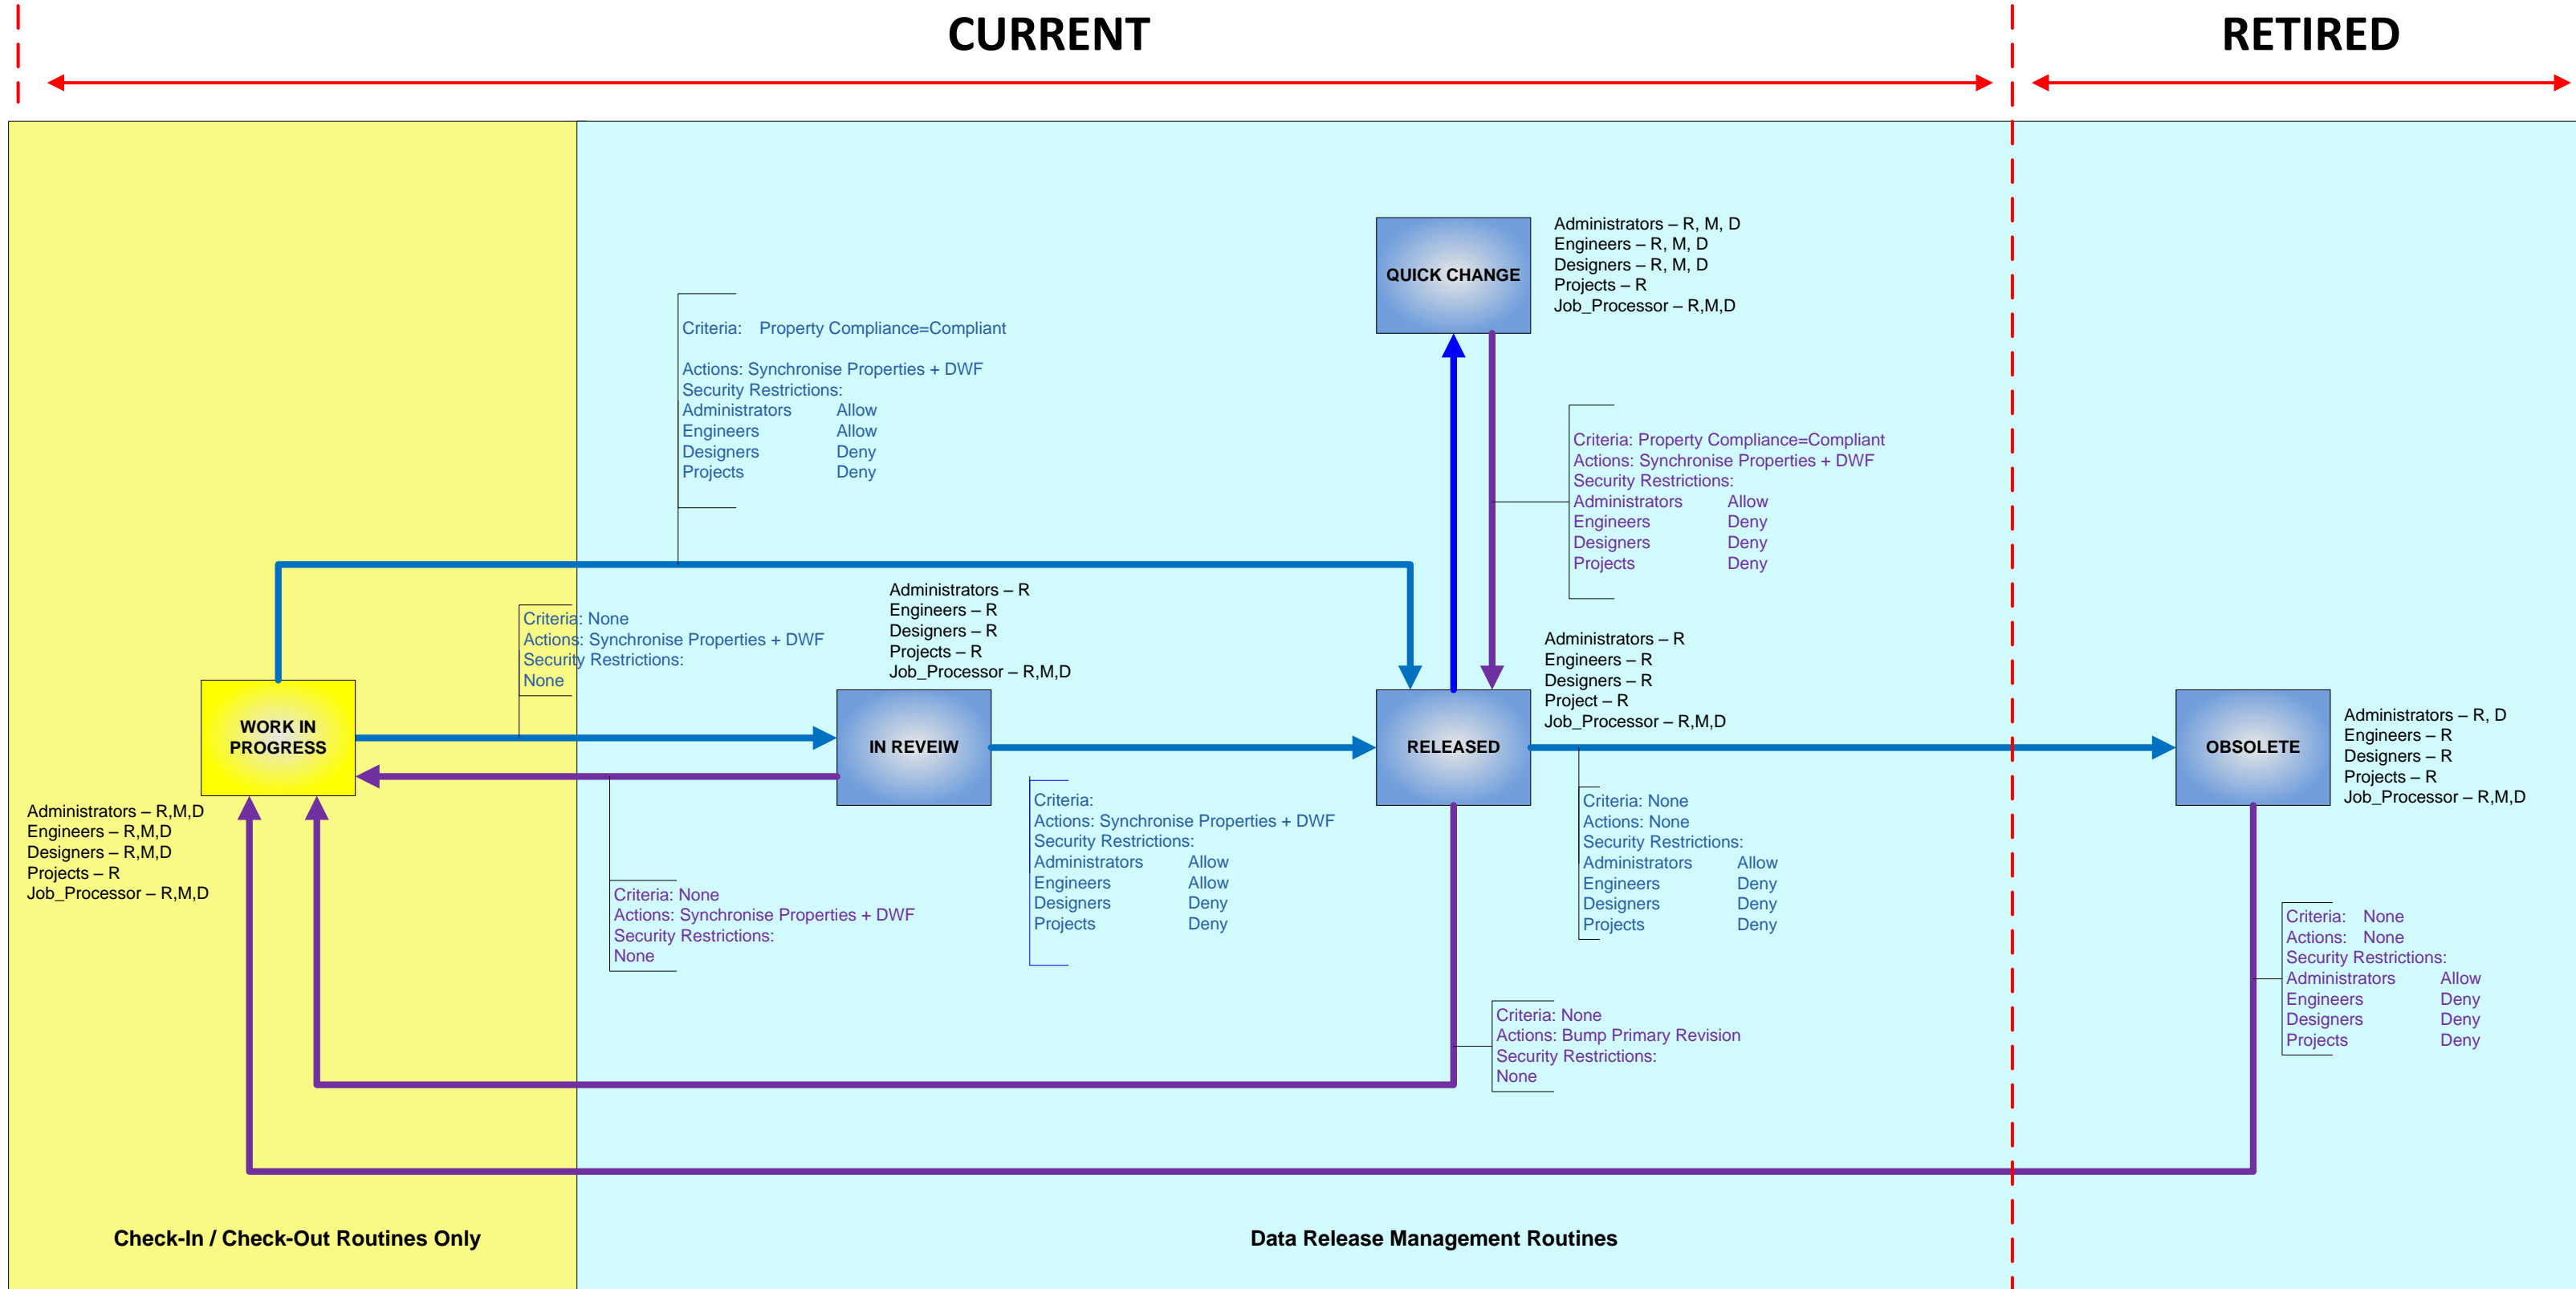 CURRENT
RETIRED
QUICK CHANGE
Administrators – R, M, D
Engineers – R, M, D
Designers – R, M, D
Projects – R
Job_Processor – R,M,D
Criteria: Property Compliance=Compliant
Actions: Synchronise Properties + DWF
Security Restrictions:
Administrators Allow
Engineers Allow
Designers Deny
Projects Deny
Criteria: Property Compliance=Compliant
Actions: Synchronise Properties + DWF
Security Restrictions:
Administrators Allow
Engineers Deny
Designers Deny
Projects Deny
Criteria: None
Actions: Synchronise Properties + DWF
Security Restrictions:
None
Administrators – R
Engineers – R
Designers – R
Projects – R
Job_Processor – R,M,D
Administrators – R
Engineers – R
Designers – R
Project – R
Job_Processor – R,M,D
WORK IN
PROGRESS
IN REVEIW
RELEASED
OBSOLETE
Administrators – R, D
Engineers – R
Designers – R
Projects – R
Job_Processor – R,M,D
Administrators – R,M,D
Engineers – R,M,D
Designers – R,M,D
Projects – R
Job_Processor – R,M,D
Criteria: None
Actions: Synchronise Properties + DWF
Security Restrictions:
None
Criteria:
Actions: Synchronise Properties + DWF
Security Restrictions:
Administrators Allow
Engineers Allow
Designers Deny
Projects Deny
Criteria: None
Actions: None
Security Restrictions:
Administrators Allow
Engineers Deny
Designers Deny
Projects Deny
Criteria: None
Actions: Bump Primary Revision
Security Restrictions:
None
Criteria: None
Actions: None
Security Restrictions:
Administrators Allow
Engineers Deny
Designers Deny
Projects Deny
Check-In / Check-Out Routines Only
Data Release Management Routines